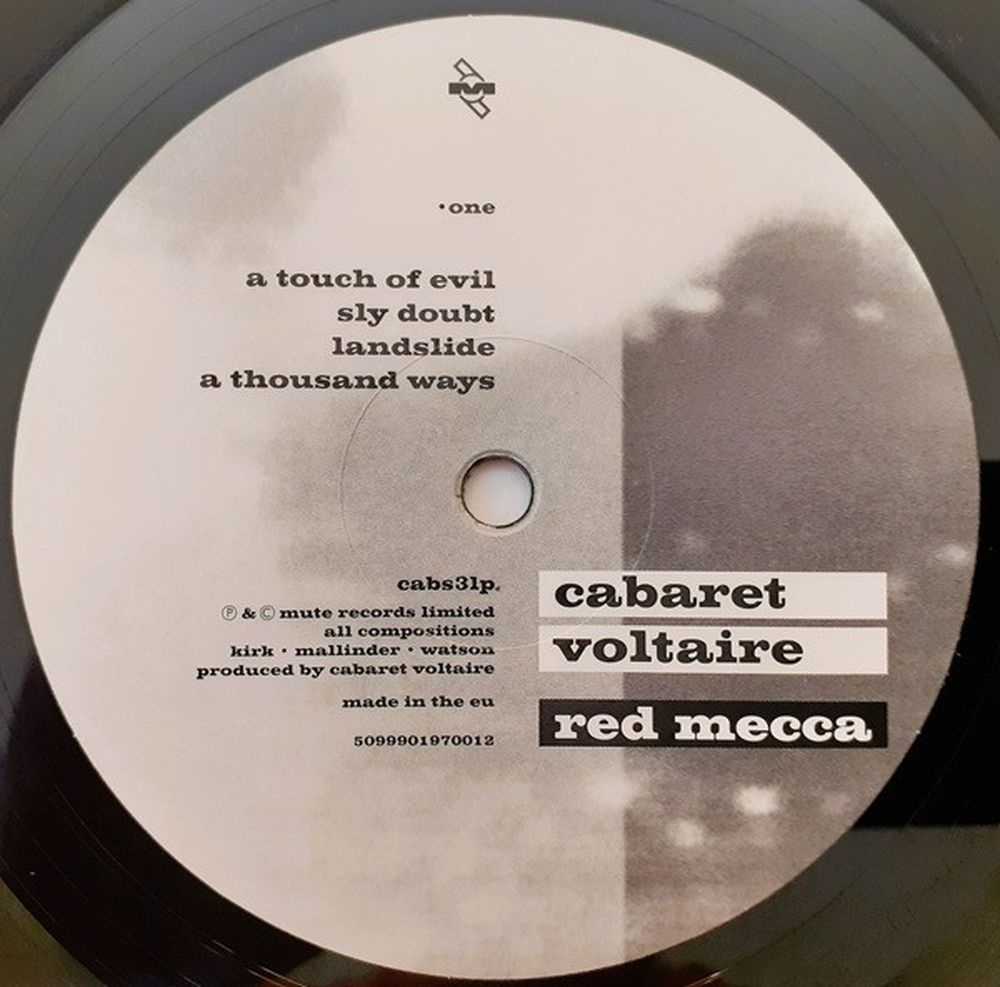 M
•one
a touch of evil
sly doubt
landslide
a thousand ways
cabs3lp.
Ⓟ & © mute records limited
all compositions
kirk • mallinder • watson
produced by cabaret voltaire
made in the eu
5099901970012
cabaret
voltaire
red mecca